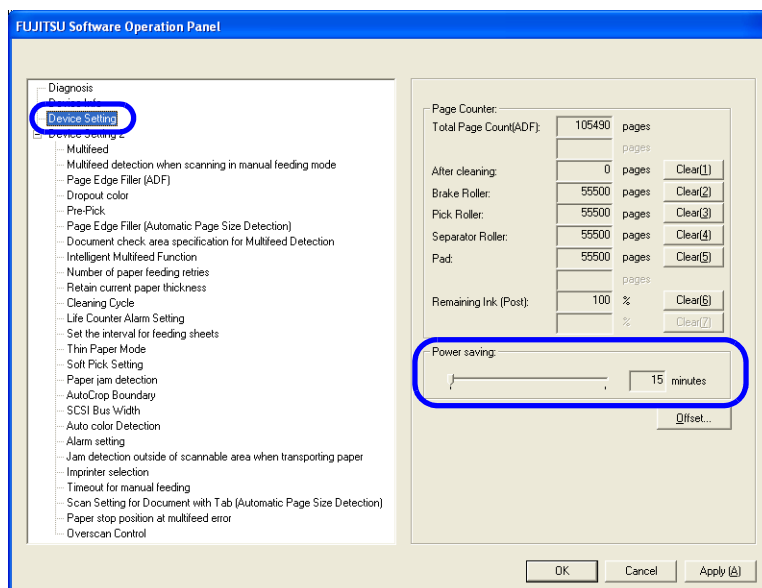 FUJITSU Software Operation Panel
Diagnosis
Device Info
Device Setting
Device Setting 2
Multifeed
Multifeed detection when scanning in manual feeding mode
Page Edge Filler (ADF)
Dropout color
Pre-Pick
Page Edge Filler (Automatic Page Size Detection)
Document check area specification for Multifeed Detection
Intelligent Multifeed Function
Number of paper feeding retries
Retain current paper thickness
Cleaning Cycle
Life Counter Alarm Setting
Set the interval for feeding sheets
Thin Paper Mode
Soft Pick Setting
Paper jam detection
AutoCrop Boundary
SCSI Bus Width
Auto color Detection
Alarm setting
Jam detection outside of scannable area when transporting paper
Imprinter selection
Timeout for manual feeding
Scan Setting for Document with Tab (Automatic Page Size Detection)
Paper stop position at multifeed error
Overscan Control
Page Counter:
Total Page Count(ADF): 105490 pages
pages
After cleaning: 0 pages Clear(1)
Brake Roller: 55500 pages Clear(2)
Pick Roller: 55500 pages Clear(3)
Separator Roller: 55500 pages Clear(4)
Pad: 55500 pages Clear(5)
pages
Remaining Ink (Post): 100 % Clear(6)
% Clear(7)
Power saving:
15 minutes
Offset...
OK Cancel Apply (A)